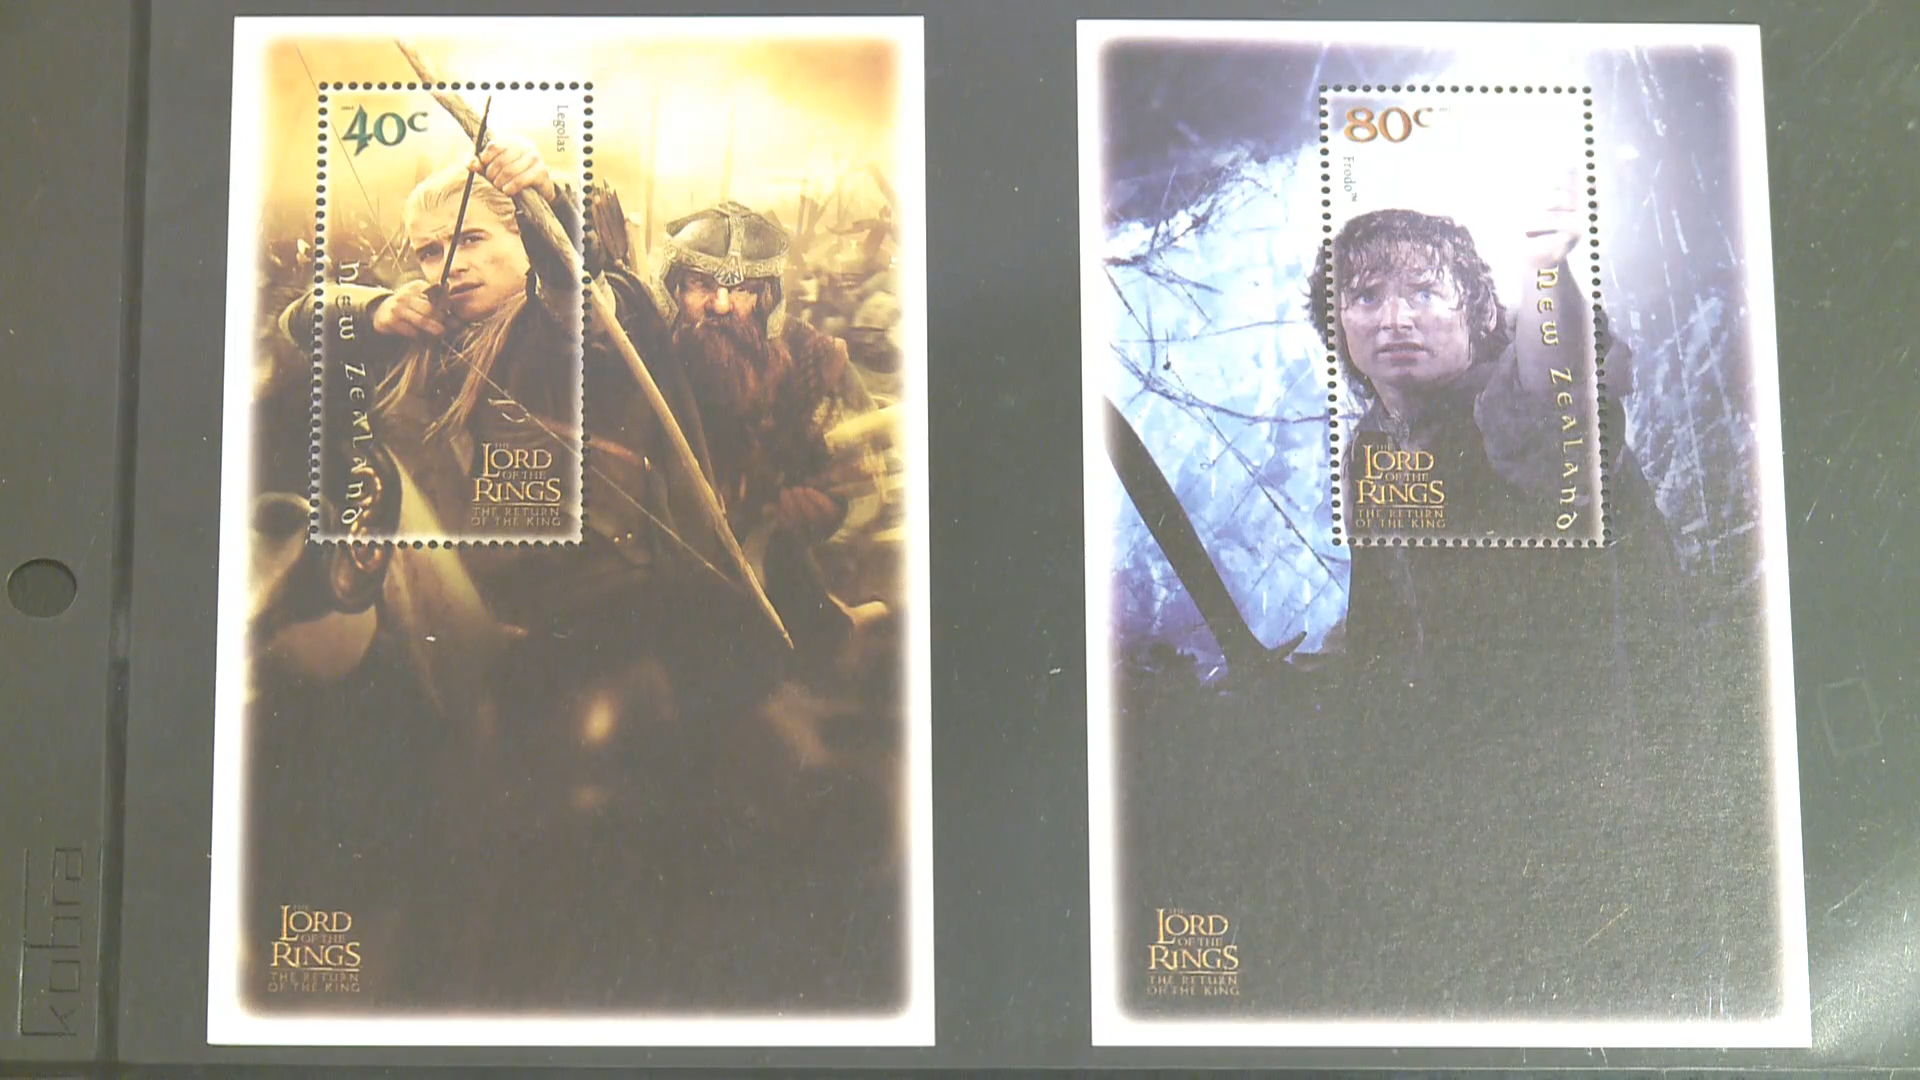 40c
Legolas
New Zealand
THE
LORD
OF THE
RINGS
THE RETURN
OF THE KING
THE
LORD
OF THE
RINGS
THE RETURN
OF THE KING
80c
Frodo™
New Zealand
THE
LORD
OF THE
RINGS
THE RETURN
OF THE KING
THE
LORD
OF THE
RINGS
THE RETURN
OF THE KING
kobra